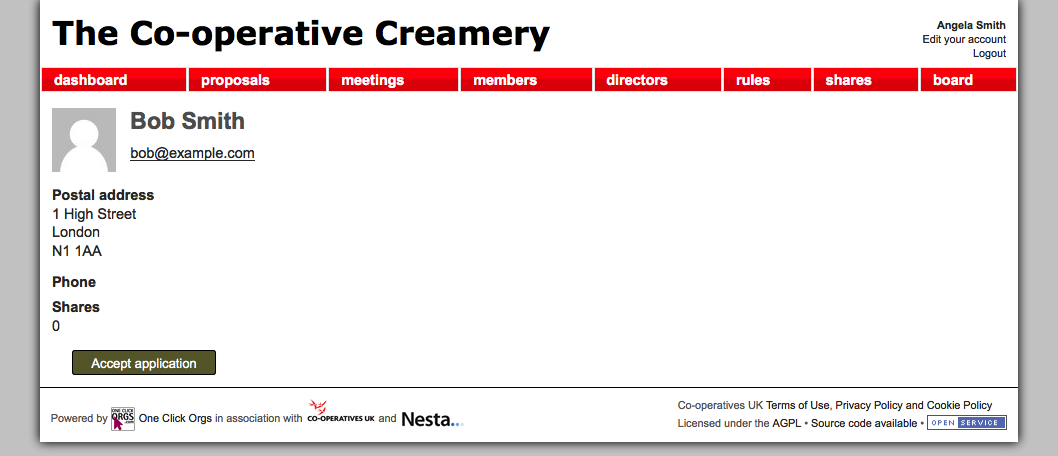 The Co-operative Creamery
Angela Smith
Edit your account
Logout
dashboard proposals meetings members directors rules shares board
Bob Smith
bob@example.com
Postal address
1 High Street
London
N1 1AA
Phone
Shares
0
Accept application
Powered by ONE CLICK ORGS .com One Click Orgs in association with CO-OPERATIVES UK and Nesta...
Co-operatives UK Terms of Use, Privacy Policy and Cookie Policy
Licensed under the AGPL • Source code available • OPEN SERVICE